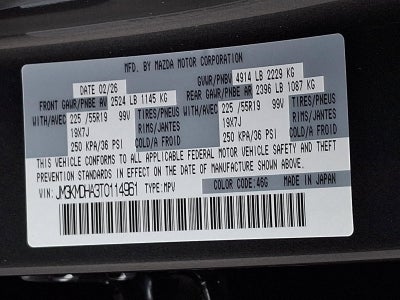 MFD. BY MAZDA MOTOR CORPORATION
DATE 02/26 GVWR/PNBV 4914 LB 2229 KG
FRONT GAWR/PNBE AV 2524 LB 1145 KG REAR GAWR/PNBE AR 2396 LB 1087 KG
WITH/AVEC 225 /55R19 99V TIRES/PNEUS WITH/AVEC 225 /55R19 99V TIRES/PNEUS
19X7J RIMS/JANTES 19X7J RIMS/JANTES
250 KPA/36 PSI COLD/A FROID 250 KPA/36 PSI COLD/A FROID
THIS VEHICLE CONFORMS TO ALL APPLICABLE FEDERAL MOTOR VEHICLE SAFETY AND THEFT
PREVENTION STANDARDS IN EFFECT ON THE DATE OF MANUFACTURE SHOWN ABOVE.
VIN: JM3KMDHA3T0114961 TYPE: MPV COLOR CODE: 46G MADE IN JAPAN